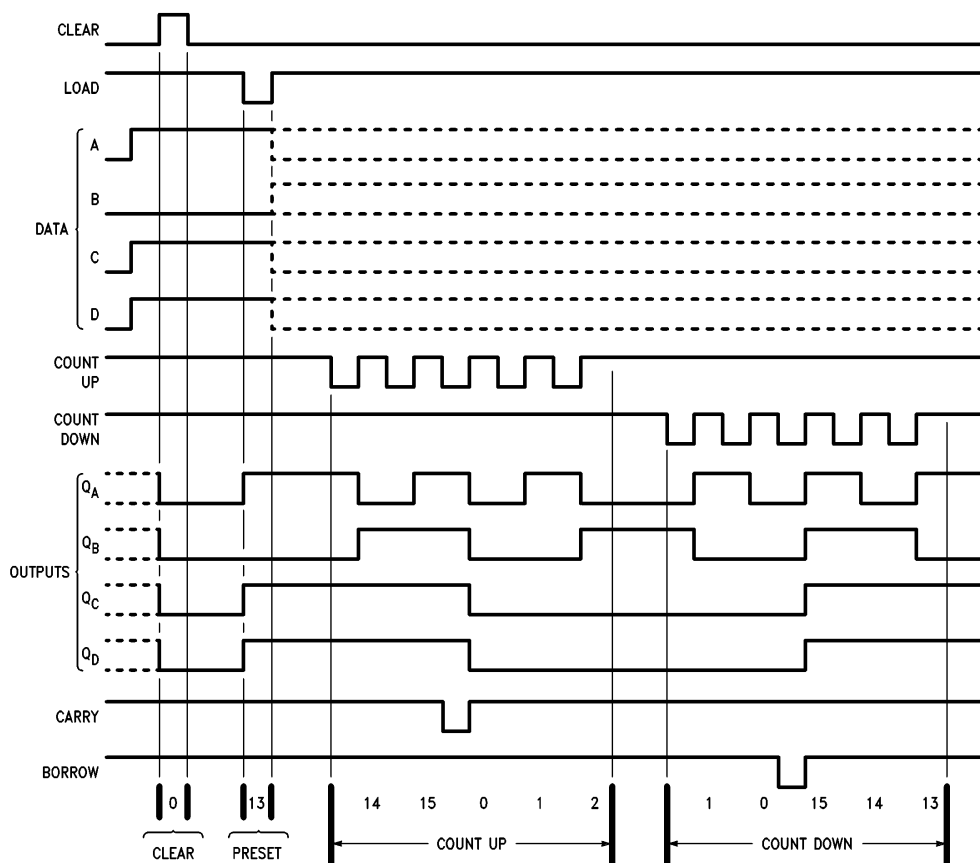 CLEAR
LOAD
A
B
DATA
C
D
COUNT
UP
COUNT
DOWN
QA
QB
OUTPUTS
QC
QD
CARRY
BORROW
0 13 14 15 0 1 2 1 0 15 14 13
CLEAR PRESET COUNT UP COUNT DOWN